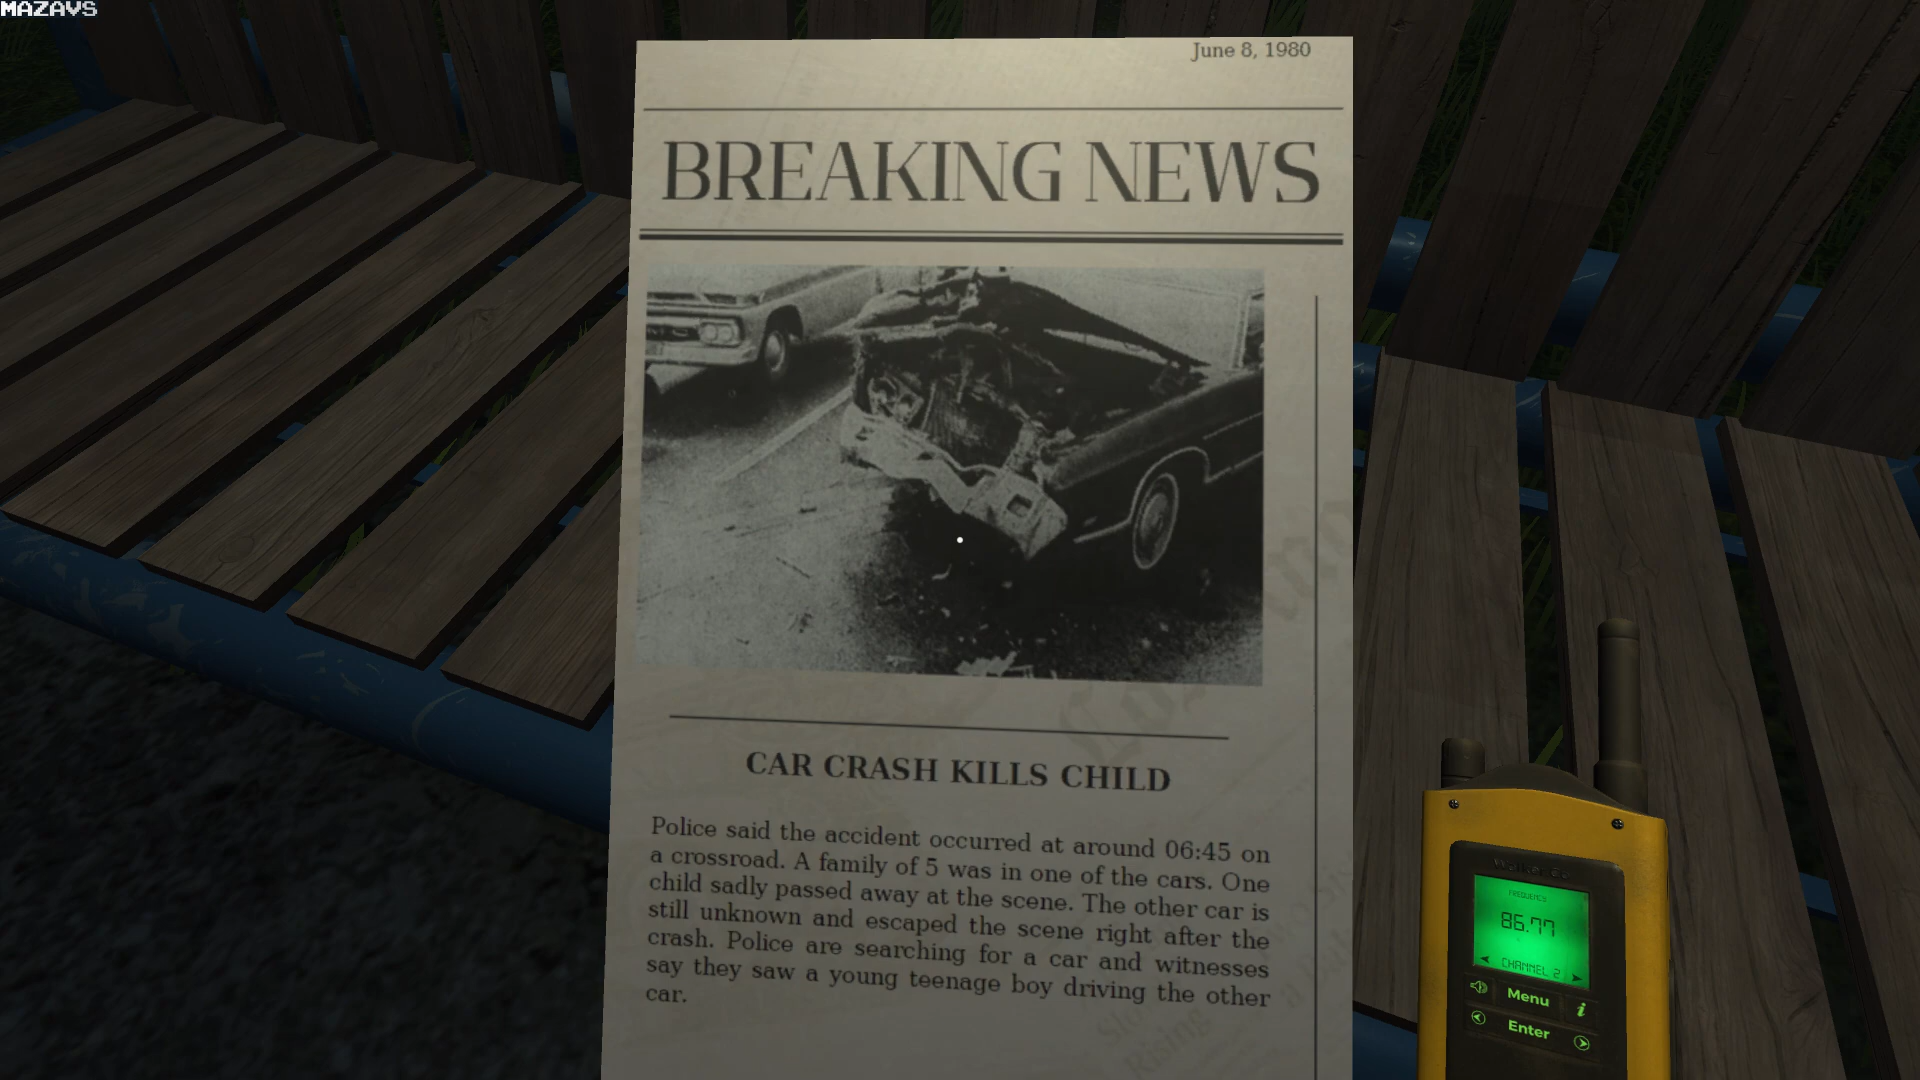 MAZAVS
June 8, 1980
BREAKING NEWS
CAR CRASH KILLS CHILD
Police said the accident occurred at around 06:45 on
a crossroad. A family of 5 was in one of the cars. One
child sadly passed away at the scene. The other car is
still unknown and escaped the scene right after the
crash. Police are searching for a car and witnesses
say they saw a young teenage boy driving the other
car.
FREQUENCY
86.77
CHANNEL 2
Menu
i
Enter